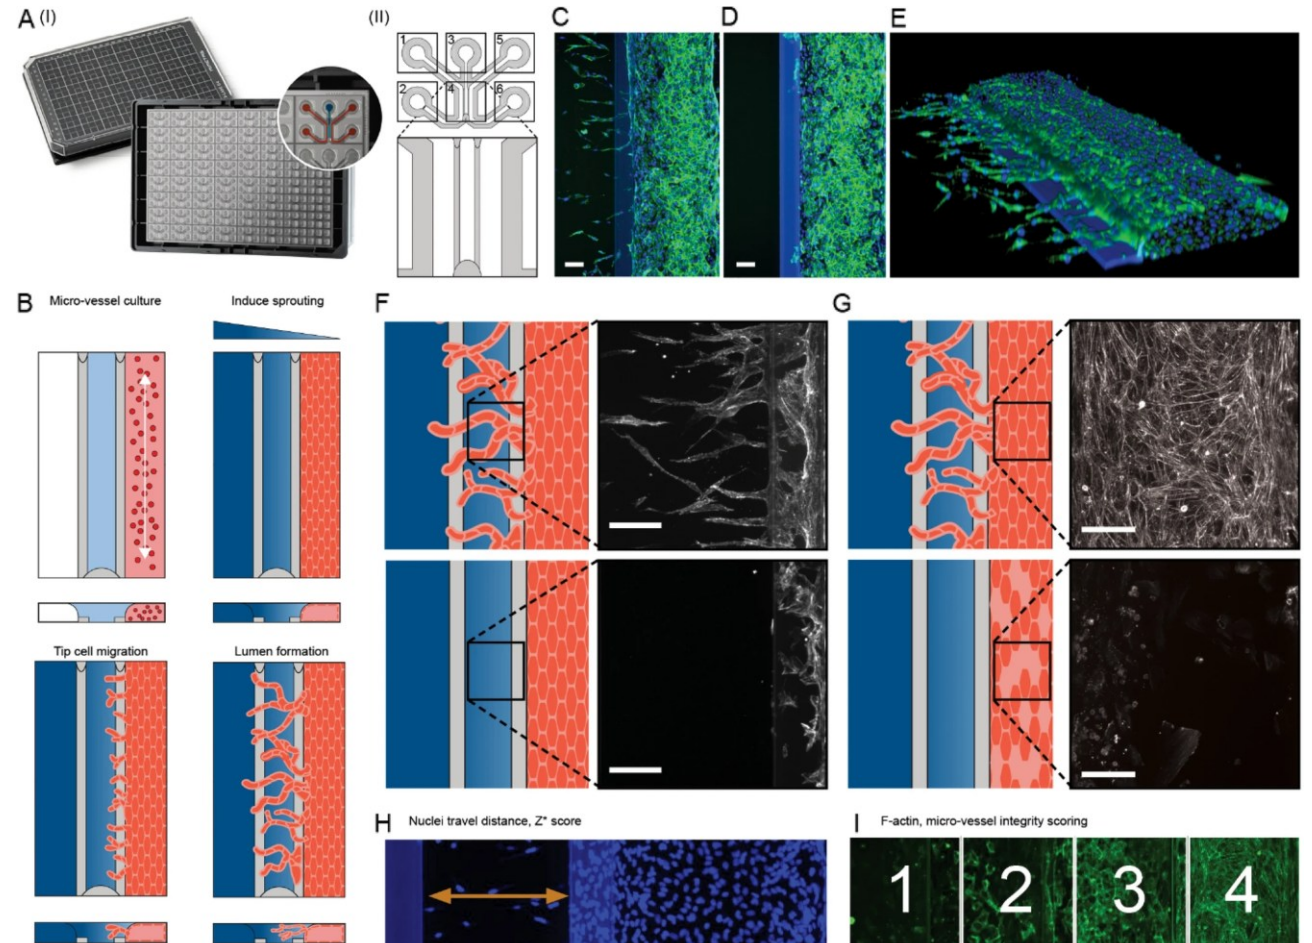 A (I)
(II)
C
D
E
1
3
5
2
4
6
B
Micro-vessel culture
Induce sprouting
F
G
Tip cell migration
Lumen formation
H Nuclei travel distance, Z* score
I F-actin, micro-vessel integrity scoring
1 2 3 4